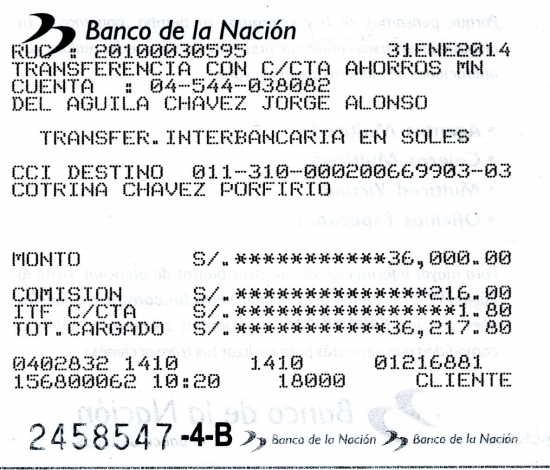 Banco de la Nación
RUC : 20100030595 31ENE2014
TRANSFERENCIA CON C/CTA AHORROS MN
CUENTA : 04-544-038082
DEL AGUILA CHAVEZ JORGE ALONSO
TRANSFER. INTERBANCARIA EN SOLES
CCI DESTINO 011-310-000200669903-03
COTRINA CHAVEZ PORFIRIO
MONTO S/.***********36,000.00
COMISION S/.**************216.00
ITF C/CTA S/.****************1.80
TOT.CARGADO S/.***********36,217.80
0402832 1410 1410 01216881
156800062 10:20 18000 CLIENTE
2458547-4-B Banco de la Nación Banco de la Nación